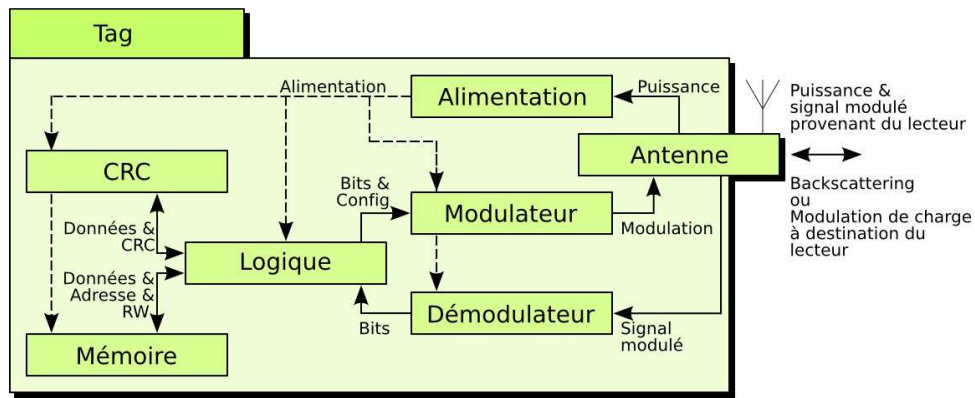 Tag
Alimentation
Alimentation
Puissance
Puissance &
signal modulé
provenant du lecteur
Antenne
CRC
Bits &
Config
Modulateur
Modulation
Backscattering
ou
Modulation de charge
à destination du
lecteur
Données &
CRC
Logique
Données &
Adresse &
RW
Bits
Démodulateur
Signal
modulé
Mémoire